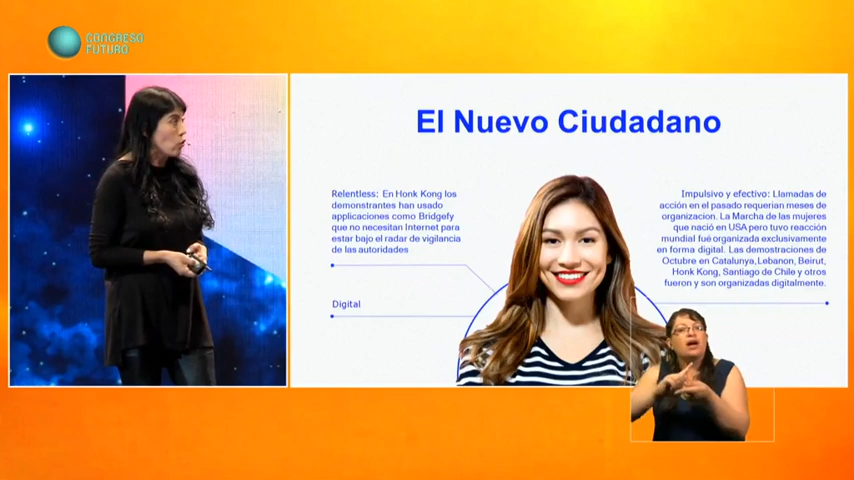 CONGRESO
FUTURO
El Nuevo Ciudadano
Relentless: En Honk Kong los
demonstrantes han usado
applicaciones como Bridgefy
que no necesitan Internet para
estar bajo el radar de vigilancia
de las autoridades
Digital
Impulsivo y efectivo: Llamadas de
acción en el pasado requerian meses de
organizacion. La Marcha de las mujeres
que nació en USA pero tuvo reacción
mundial fué organizada exclusivamente
en forma digital. Las demostraciones de
Octubre en Catalunya,Lebanon, Beirut,
Honk Kong, Santiago de Chile y otros
fueron y son organizadas digitalmente.